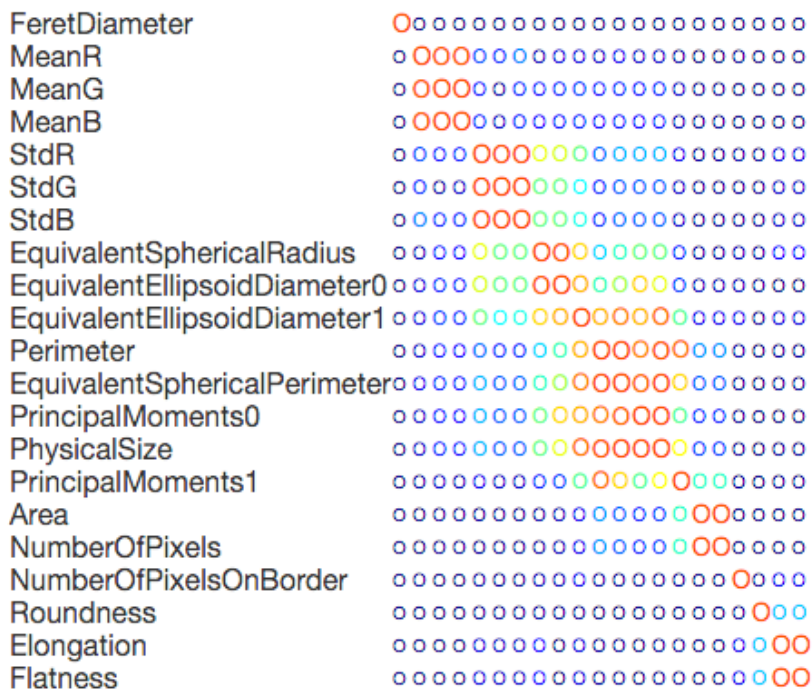 FeretDiameter
MeanR
MeanG
MeanB
StdR
StdG
StdB
EquivalentSphericalRadius
EquivalentEllipsoidDiameter0
EquivalentEllipsoidDiameter1
Perimeter
EquivalentSphericalPerimeter
PrincipalMoments0
PhysicalSize
PrincipalMoments1
Area
NumberOfPixels
NumberOfPixelsOnBorder
Roundness
Elongation
Flatness